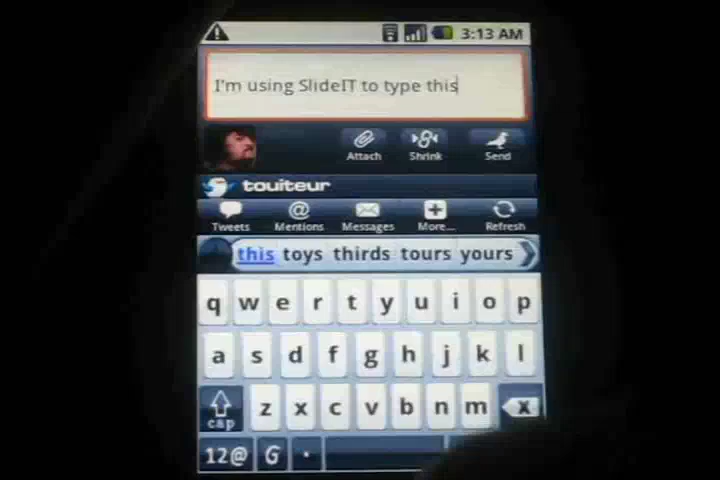 3:13 AM
I'm using SlideIT to type this
Attach Shrink Send
touiteur
Tweets Mentions Messages More... Refresh
this toys thirds tours yours
q w e r t y u i o p
a s d f g h j k l
cap z x c v b n m x
12@ G .